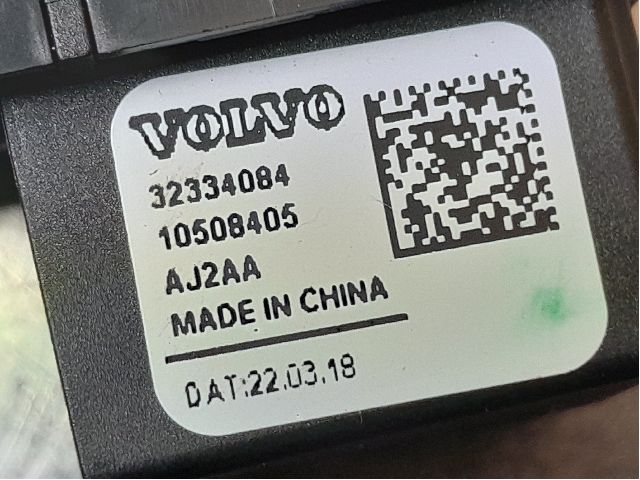 VOLVO
32334084
10508405
AJ2AA
MADE IN CHINA
DAT:22.03.18